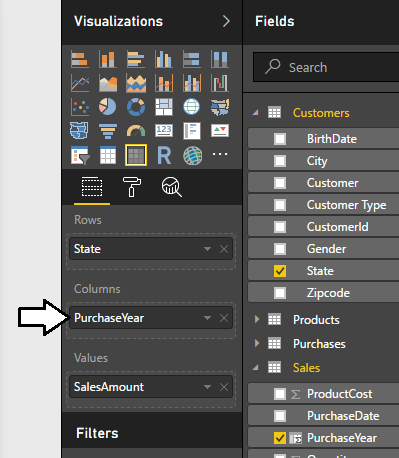 Visualizations
Fields
Search
123
R
Rows
State
Columns
PurchaseYear
Values
SalesAmount
Filters
Customers
BirthDate
City
Customer
Customer Type
CustomerId
Gender
State
Zipcode
Products
Purchases
Sales
Σ ProductCost
PurchaseDate
PurchaseYear